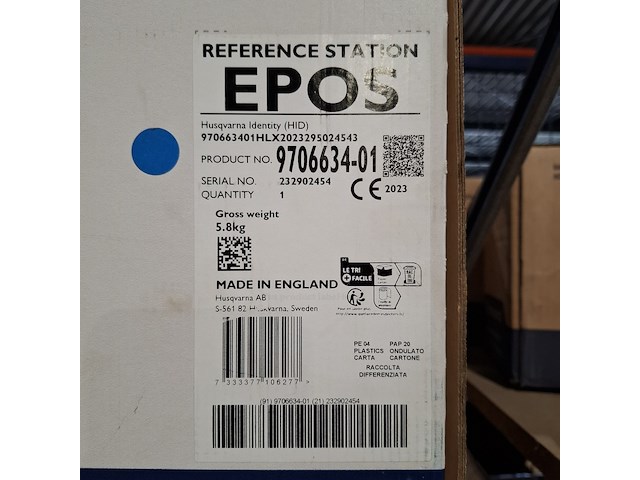 REFERENCE STATION
EPOS
Husqvarna Identity (HID)
970663401HLX2023295024543
PRODUCT NO. 9706634-01
SERIAL NO. 232902454
QUANTITY 1
CE 2023
Gross weight
5.8kg
LE TRI
+ FACILE
MADE IN ENGLAND
Husqvarna AB
S-561 82 Huskvarna, Sweden
PE 04 PAP 20
PLASTICS ONDULATO
CARTA CARTONE
RACCOLTA
DIFFERENZIATA
7 333377 106277 >
(91) 9706634-01 (21) 232902454